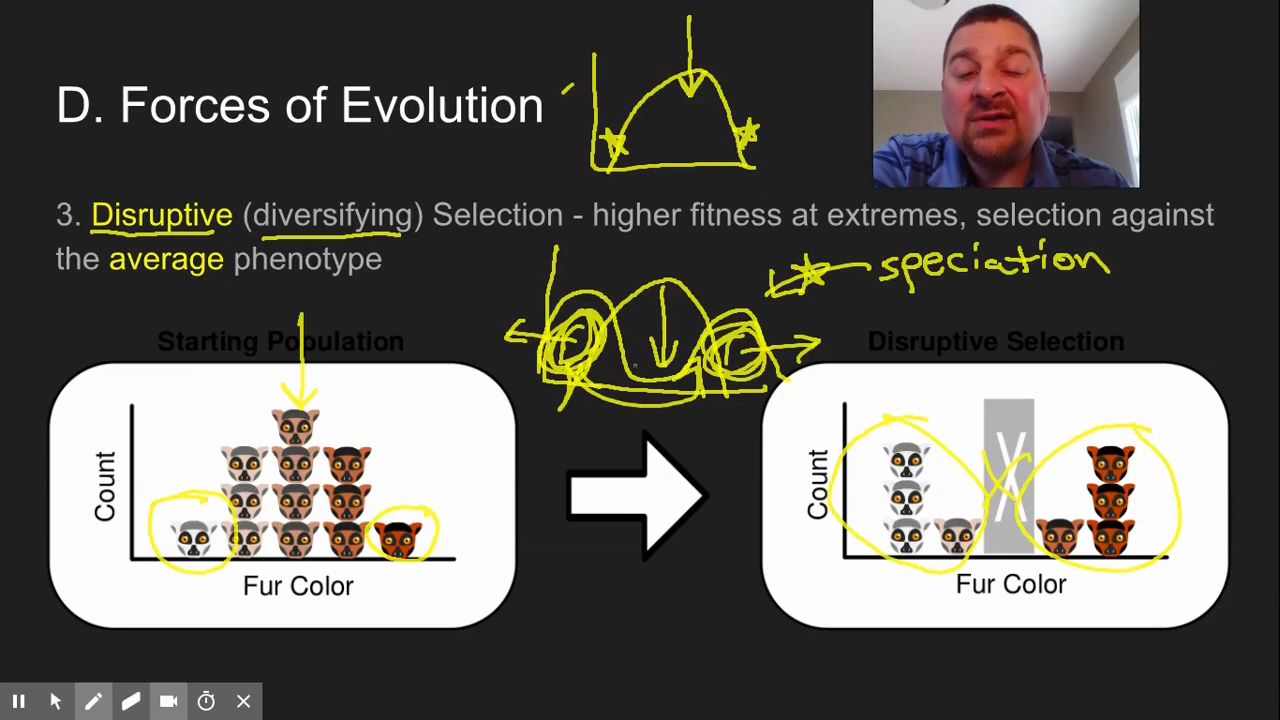 D. Forces of Evolution
3. Disruptive (diversifying) Selection - higher fitness at extremes, selection against
the average phenotype
speciation
Starting Population
Disruptive Selection
Count
Fur Color
Count
X
Fur Color